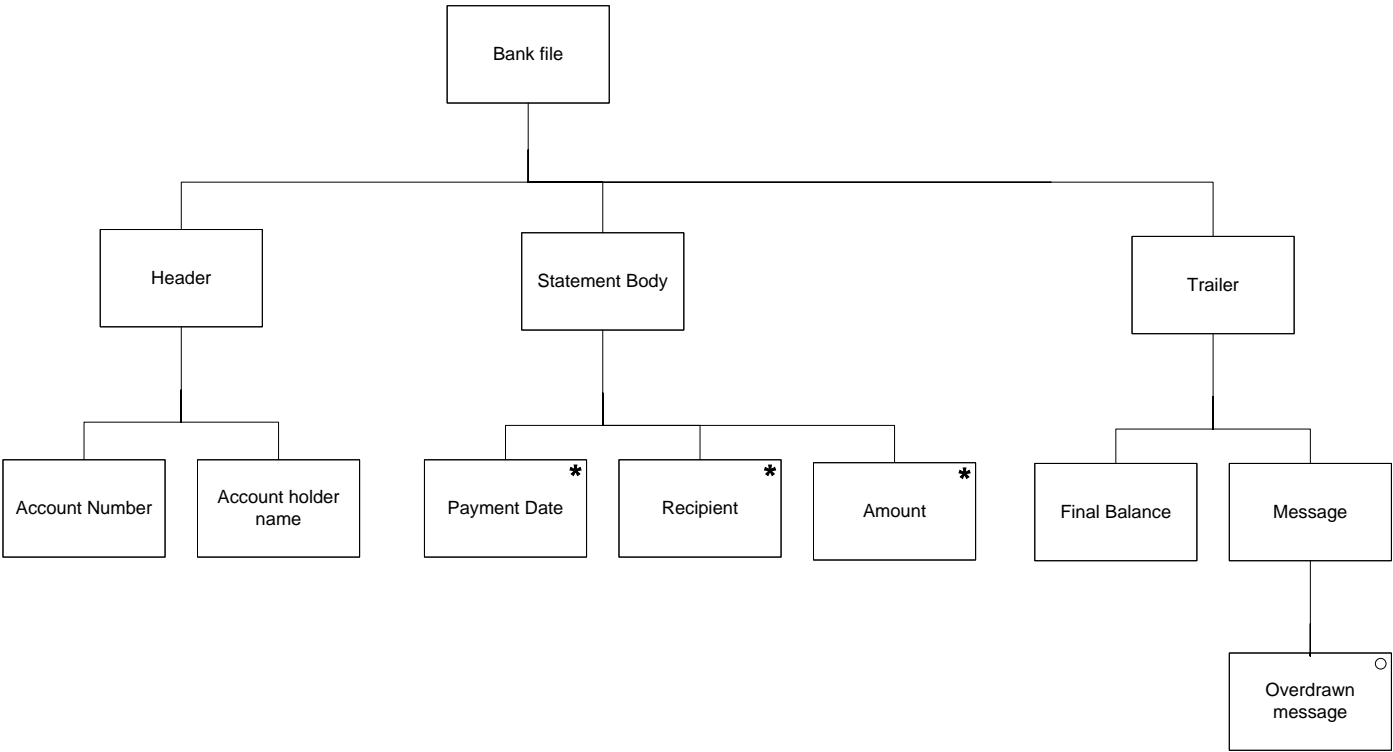 Bank file
Header
Statement Body
Trailer
Account Number
Account holder
name
Payment Date
*
Recipient
*
Amount
*
Final Balance
Message
Overdrawn
message